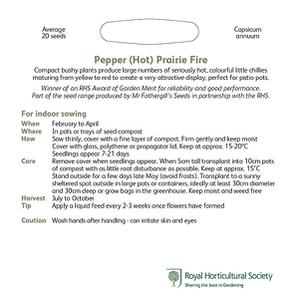 Average
20 seeds
Capsicum
annuum
Pepper (Hot) Prairie Fire
Compact bushy plants produce large numbers of seriously hot, colourful little chillies
maturing from yellow to red to create a very attractive display, perfect for patio pots.
Winner of an RHS Award of Garden Merit for reliability and good performance.
Part of the seed range produced by Mr Fothergill's Seeds in partnership with the RHS.
For indoor sowing
When February to April
Where In pots or trays of seed compost
How Sow thinly, cover with a fine layer of compost. Firm gently and keep moist
Cover with glass, polythene or propagator lid. Keep at approx. 15-20°C
Seedlings appear 7-21 days
Care Remove cover when seedlings appear. When 5cm tall transplant into 10cm pots
of compost with as little root disturbance as possible. Keep at approx. 15°C
Stand outside for a few days late May (avoid frosts). Transplant to a sunny
sheltered spot outside in large pots or containers, ideally at least 30cm diameter
and 30cm deep or grow bags in the greenhouse. Keep moist and weed free
Harvest July to October
Tip Apply a liquid feed every 2-3 weeks once flowers have formed
Caution Wash hands after handling - can irritate skin and eyes
Royal Horticultural Society
Sharing the best in Gardening